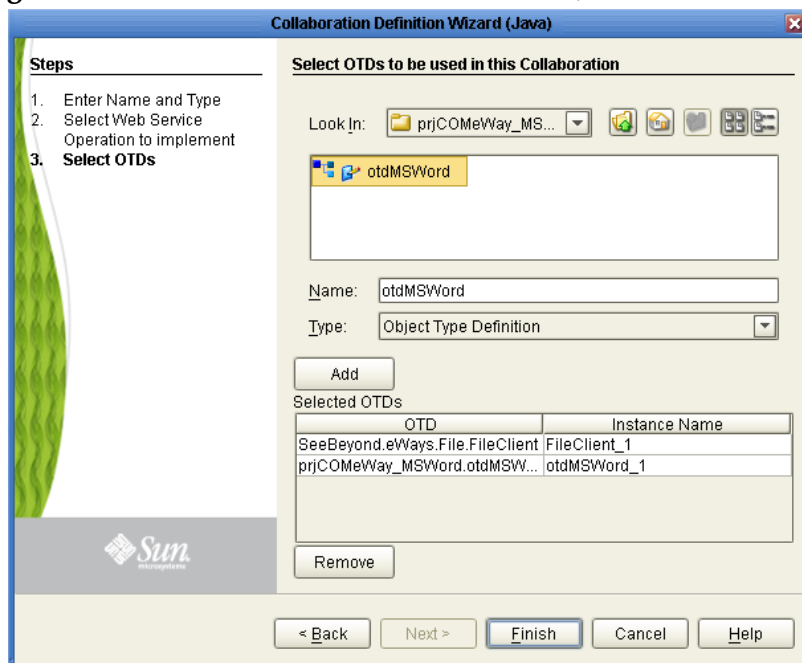 Collaboration Definition Wizard (Java)
Steps
1. Enter Name and Type
2. Select Web Service
Operation to implement
3. Select OTDs
Select OTDs to be used in this Collaboration
Look In: prjCOMeWay_MS...
otdMSWord
Name: otdMSWord
Type: Object Type Definition
Add
Selected OTDs
OTD Instance Name
SeeBeyond.eWays.File.FileClient FileClient_1
prjCOMeWay_MSWord.otdMSW... otdMSWord_1
Remove
Sun
microsystems
< Back Next > Finish Cancel Help